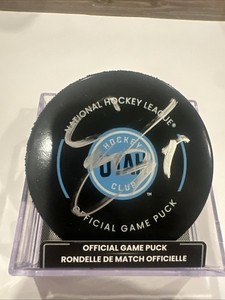 NATIONAL HOCKEY LEAGUE®
HOCKEY
UTAH
CLUB
OFFICIAL GAME PUCK
OFFICIAL GAME PUCK
RONDELLE DE MATCH OFFICIELLE